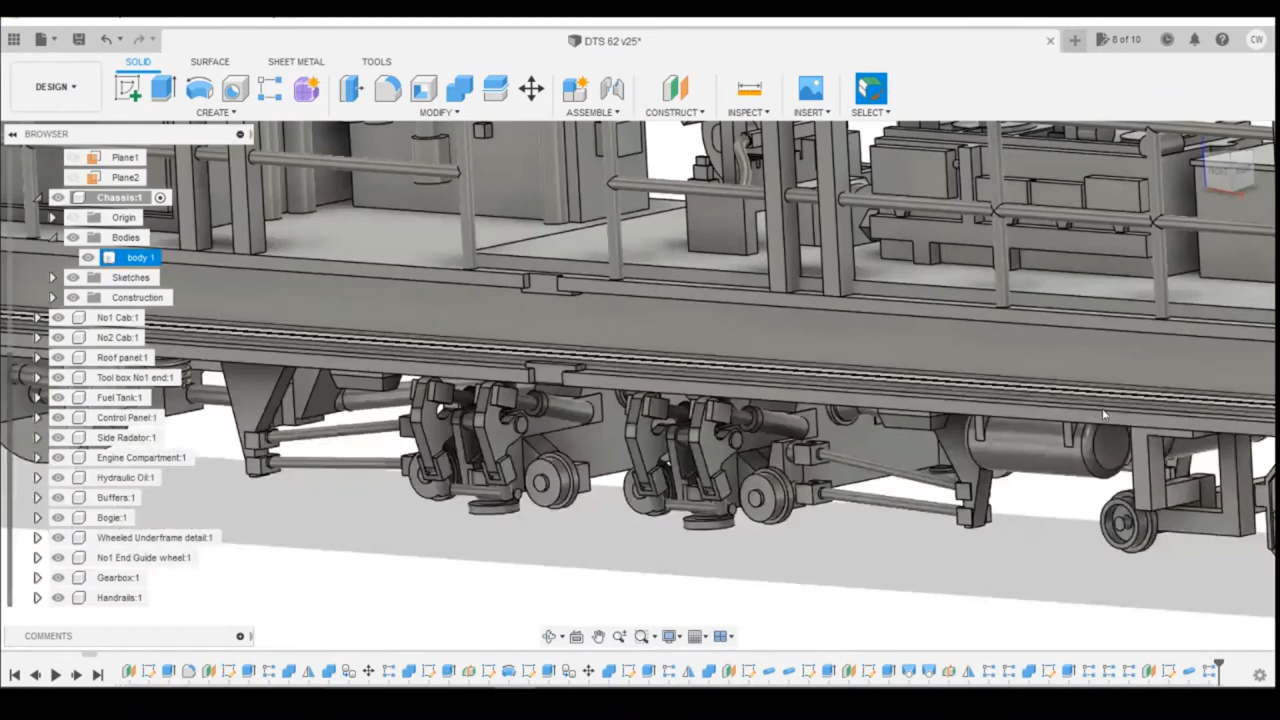 DTS 62 v25*
8 of 10
CW
SOLID
SURFACE
SHEET METAL
TOOLS
DESIGN
CREATE
MODIFY
ASSEMBLE
CONSTRUCT
INSPECT
INSERT
SELECT
BROWSER
Plane1
Plane2
Chassis:1
Origin
Bodies
body 1
Sketches
Construction
No1 Cab:1
No2 Cab:1
Roof panel:1
Tool box No1 end:1
Fuel Tank:1
Control Panel:1
Side Radator:1
Engine Compartment:1
Hydraulic Oil:1
Buffers:1
Bogie:1
Wheeled Underframe detail:1
No1 End Guide wheel:1
Gearbox:1
Handrails:1
COMMENTS